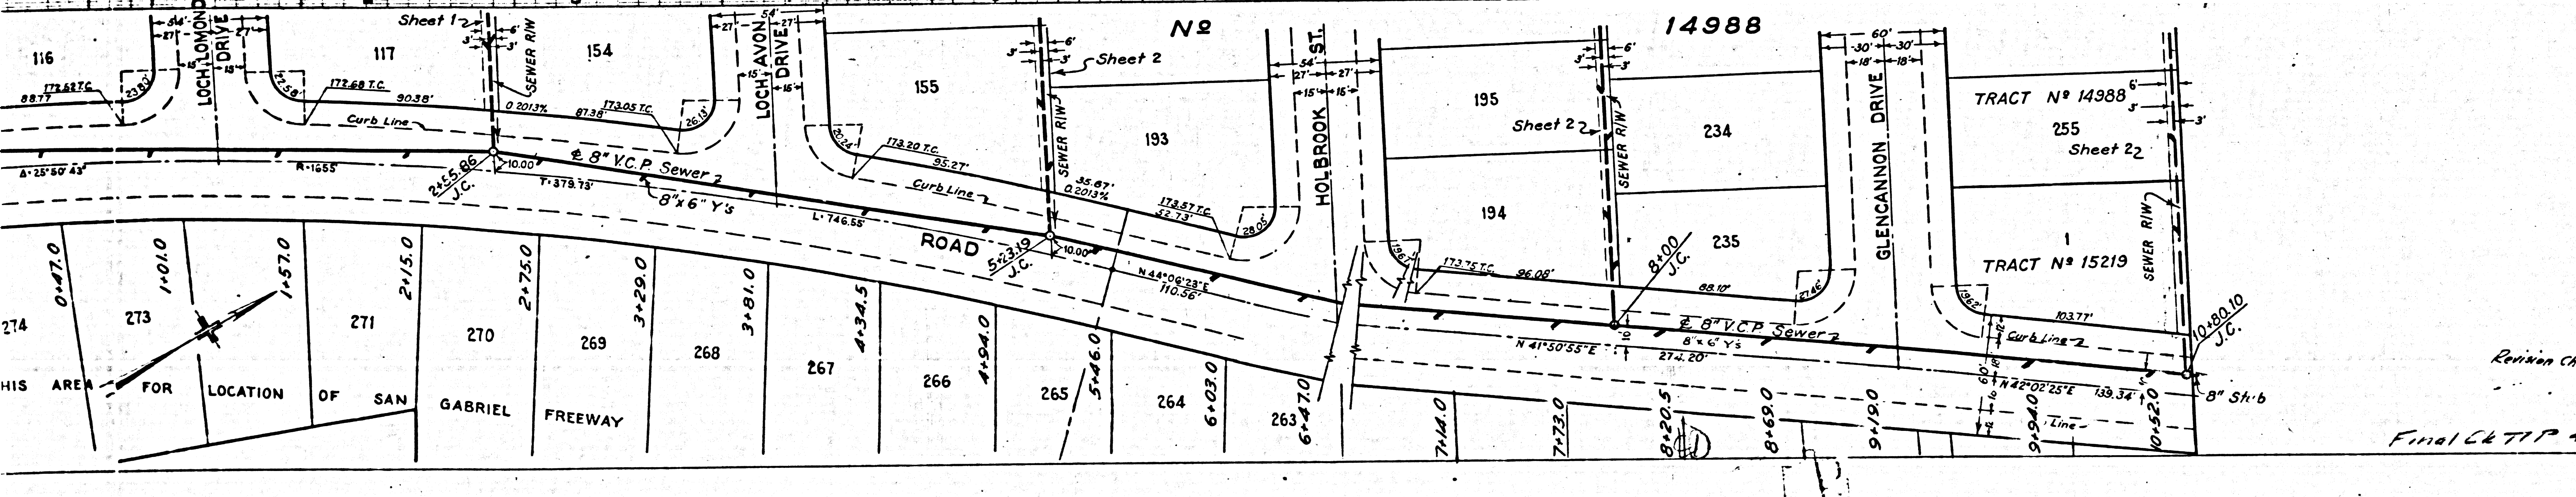 Nº 14988
LOCH LOMOND
DRIVE
54'
27' 27'
15' 15'
116
172.52 T.C.
88.77
23.82'
22.58'
172.68 T.C.
117
90.38'
Curb Line
Sheet 1
6'
3' 3'
SEWER R/W
154
0.2013%
87.38'
173.05 T.C.
26.13'
LOCH AVON
DRIVE
54'
27' 27'
15' 15'
20.24'
173.20 T.C.
95.27'
Curb Line
155
6'
3' 3'
Sheet 2
SEWER R/W
193
35.87'
0.2013%
52.73'
173.57 T.C.
28.05'
HOLBROOK ST.
54'
27' 27'
15' 15'
195
194
173.75 T.C.
96.08'
Sheet 2
6'
3' 3'
SEWER R/W
234
235
88.10'
27.46'
GLENCANNON DRIVE
60'
30' 30'
18' 18'
TRACT Nº 14988
255
Sheet 2
6'
3' 3'
1
TRACT Nº 15219
SEWER R/W
19.62'
103.77'
Curb Line
Δ=25°50'43"
R=1655'
2+55.86
J.C.
10.00'
T=379.73'
℄ 8" V.C.P. Sewer
8"x6" Y's
L=746.55'
ROAD
5+23.19
J.C.
10.00'
N 44°06'23"E
110.56'
8+00
J.C.
10'
℄ 8" V.C.P. Sewer
8"x6" Y's
N 41°50'55"E
274.20'
60'
N 42°02'25"E 139.34'
10+80.10
J.C.
8" Stub
Line
0+47.0
1+01.0
1+57.0
2+15.0
2+75.0
3+29.0
3+81.0
4+34.5
4+94.0
5+46.0
6+03.0
6+47.0
7+14.0
7+73.0
8+20.5
8+69.0
9+19.0
9+94.0
10+52.0
274
273
271
270
269
268
267
266
265
264
263
HIS AREA FOR LOCATION OF SAN GABRIEL FREEWAY
Revision Ch
Final Ck